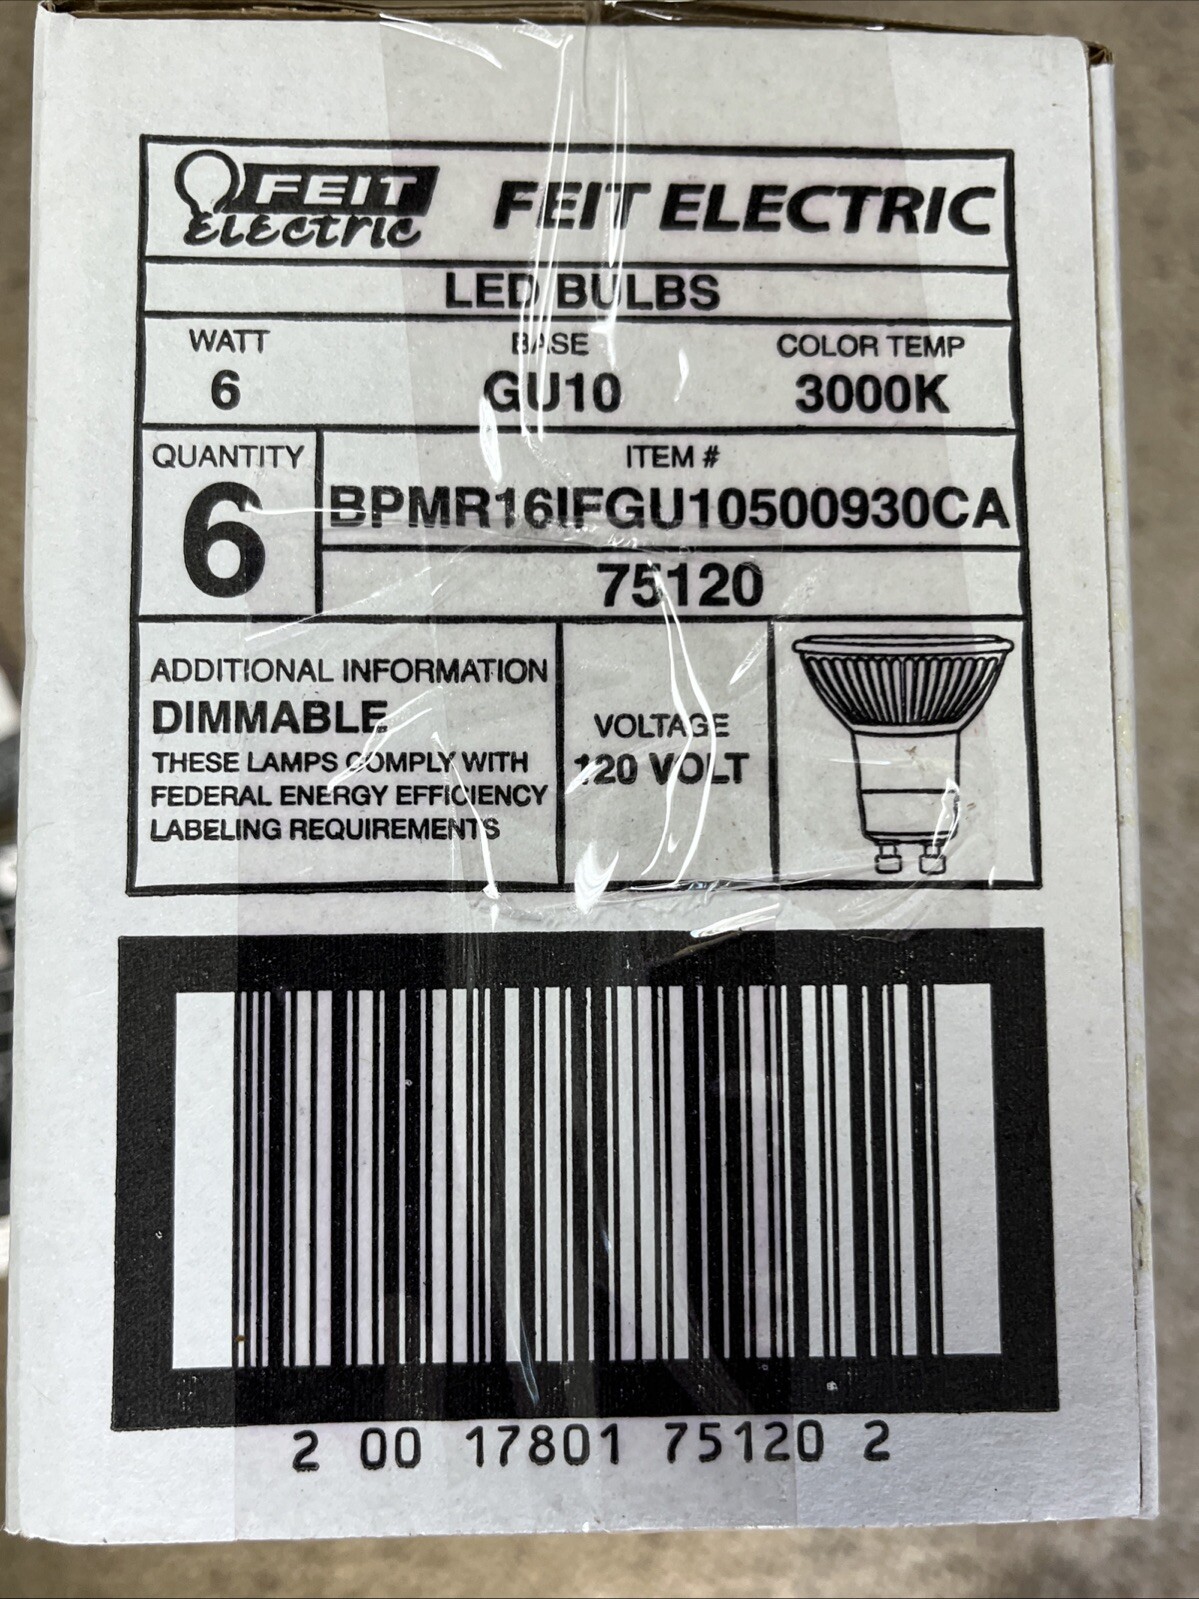 FEIT
Electric
FEIT ELECTRIC
LED BULBS
WATT BASE COLOR TEMP
6 GU10 3000K
QUANTITY
6
ITEM #
BPMR16IFGU10500930CA
75120
ADDITIONAL INFORMATION
DIMMABLE
THESE LAMPS COMPLY WITH
FEDERAL ENERGY EFFICIENCY
LABELING REQUIREMENTS
VOLTAGE
120 VOLT
2 00 17801 75120 2